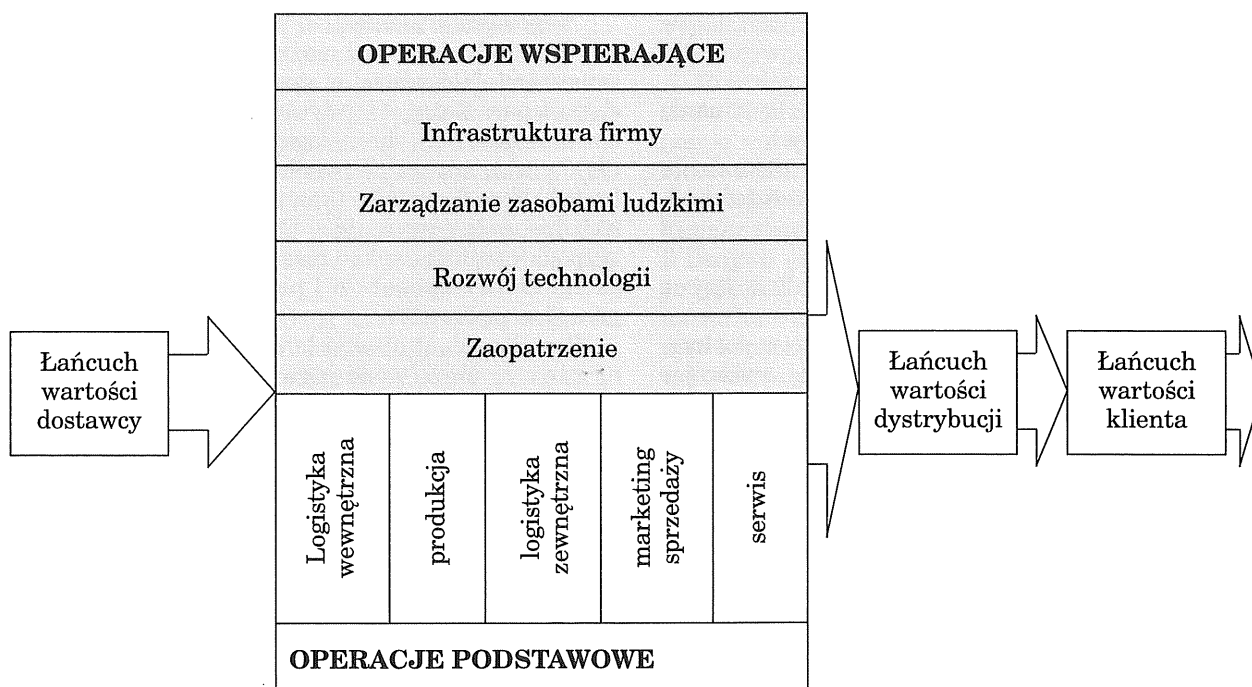 OPERACJE WSPIERAJĄCE
Infrastruktura firmy
Zarządzanie zasobami ludzkimi
Rozwój technologii
Zaopatrzenie
Łańcuch
wartości
dostawcy
Logistyka
wewnętrzna
produkcja
logistyka
zewnętrzna
marketing
sprzedaży
serwis
OPERACJE PODSTAWOWE
Łańcuch
wartości
dystrybucji
Łańcuch
wartości
klienta